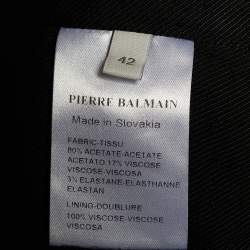 42
PIERRE BALMAIN
Made in Slovakia
FABRIC-TISSU:
80% ACETATE-ACETATE
ACETATO 17% VISCOSE
VISCOSE-VISCOSA
3% ELASTANE-ELASTHANNE
ELASTAN
LINING-DOUBLURE
100% VISCOSE-VISCOSE
VISCOSA